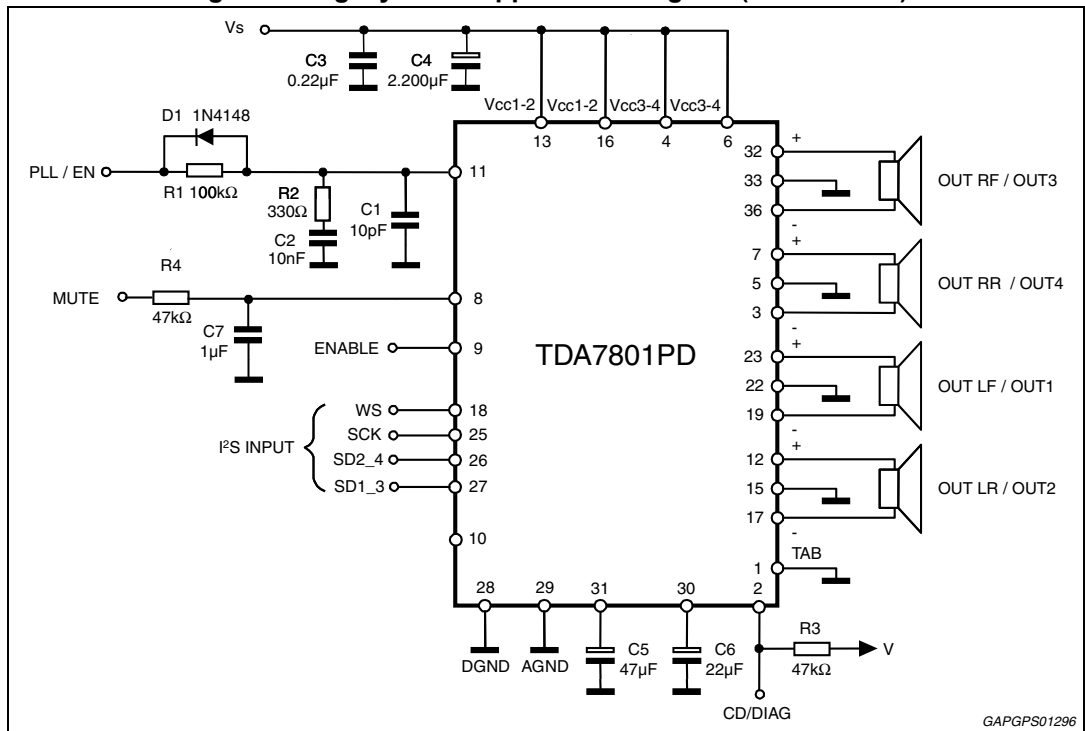 Vs
C3
0.22µF
C4
2.200µF
Vcc1-2 Vcc1-2 Vcc3-4 Vcc3-4
13 16 4 6
D1 1N4148
PLL / EN
R1 100kΩ
R2
330Ω
C2
10nF
C1
10pF
11
R4
MUTE
47kΩ
C7
1µF
8
ENABLE
9
I²S INPUT
WS
18
SCK
25
SD2_4
26
SD1_3
27
10
TDA7801PD
32
+
33
OUT RF / OUT3
36
-
+
7
5
OUT RR / OUT4
3
-
+
23
22
OUT LF / OUT1
19
-
+
12
15
OUT LR / OUT2
17
-
TAB
1
28 29 31 30 2
DGND
AGND
C5
47µF
C6
22µF
R3
47kΩ
V
CD/DIAG
GAPGPS01296